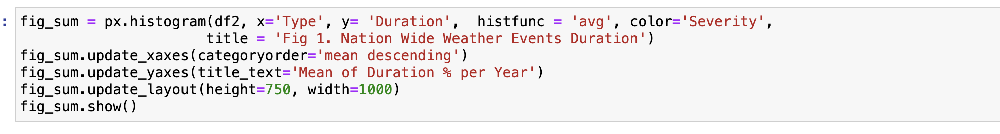 : fig_sum = px.histogram(df2, x='Type', y= 'Duration',  histfunc = 'avg', color='Severity',
                      title = 'Fig 1. Nation Wide Weather Events Duration')
fig_sum.update_xaxes(categoryorder='mean descending')
fig_sum.update_yaxes(title_text='Mean of Duration % per Year')
fig_sum.update_layout(height=750, width=1000)
fig_sum.show()